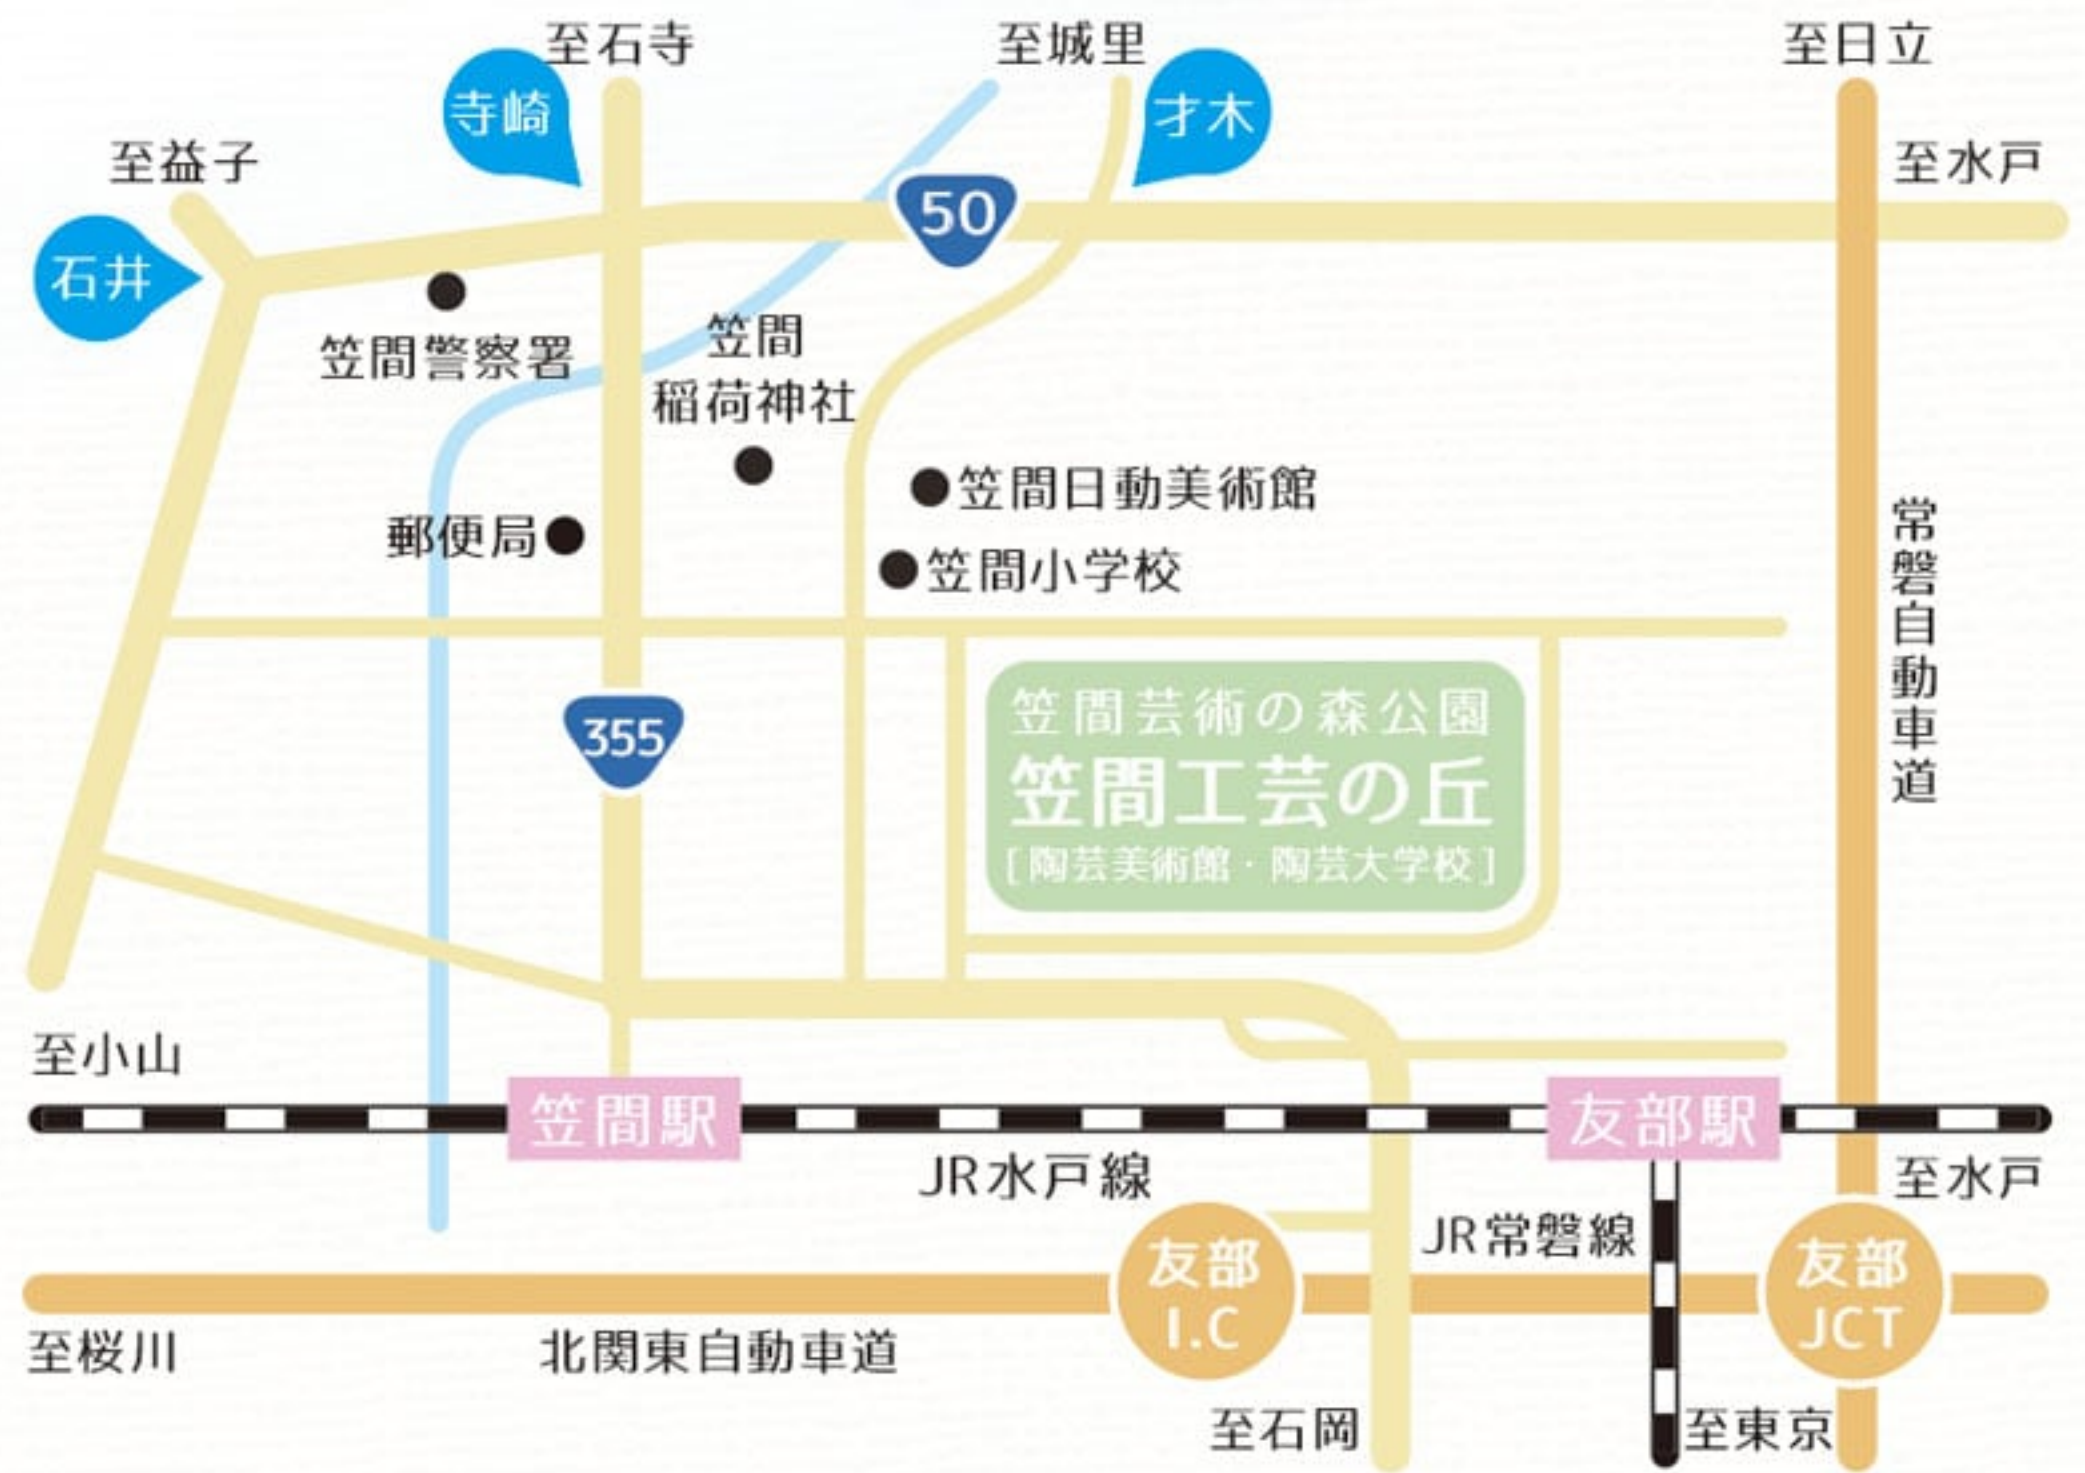 至石寺
至城里
至日立
寺崎
才木
至益子
至水戸
50
石井
笠間警察署
笠間
稲荷神社
笠間日動美術館
郵便局
笠間小学校
常磐自動車道
355
笠間芸術の森公園
笠間工芸の丘
[陶芸美術館・陶芸大学校]
至小山
笠間駅
友部駅
JR水戸線
至水戸
JR常磐線
友部
I.C
友部
JCT
至桜川
北関東自動車道
至石岡
至東京